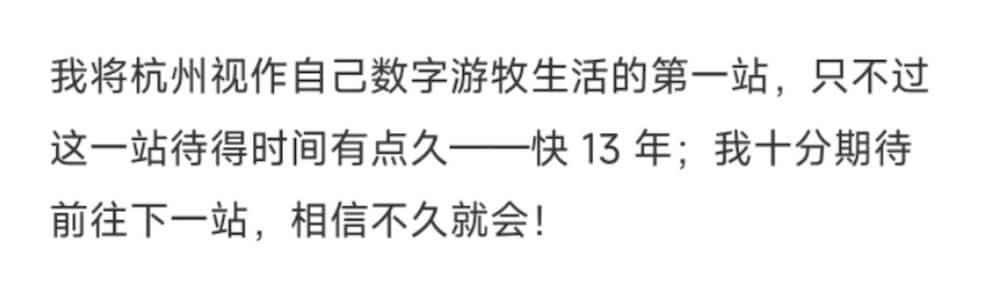 我将杭州视作自己数字游牧生活的第一站，只不过
这一站待得时间有点久——快 13 年；我十分期待
前往下一站，相信不久就会！